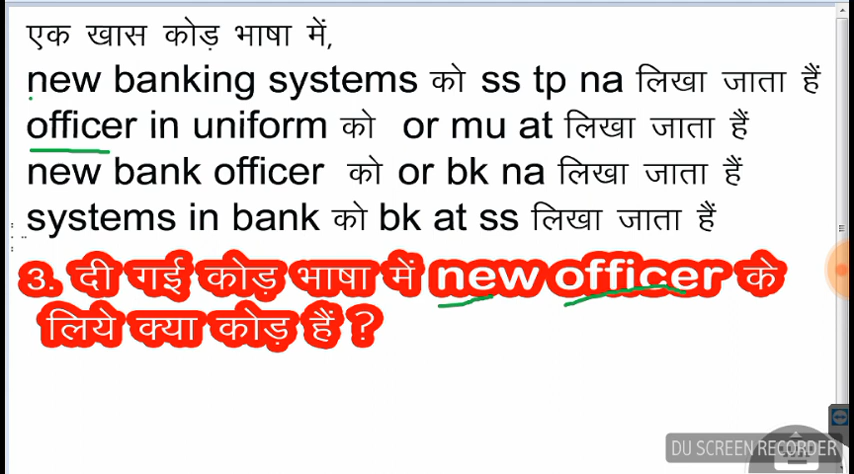 एक खास कोड़ भाषा में,
new banking systems को ss tp na लिखा जाता हैं
officer in uniform को or mu at लिखा जाता हैं
new bank officer को or bk na लिखा जाता हैं
systems in bank को bk at ss लिखा जाता हैं
3. दी गई कोड़ भाषा में new officer के
लिये क्या कोड़ हैं ?
DU SCREEN RECORDER